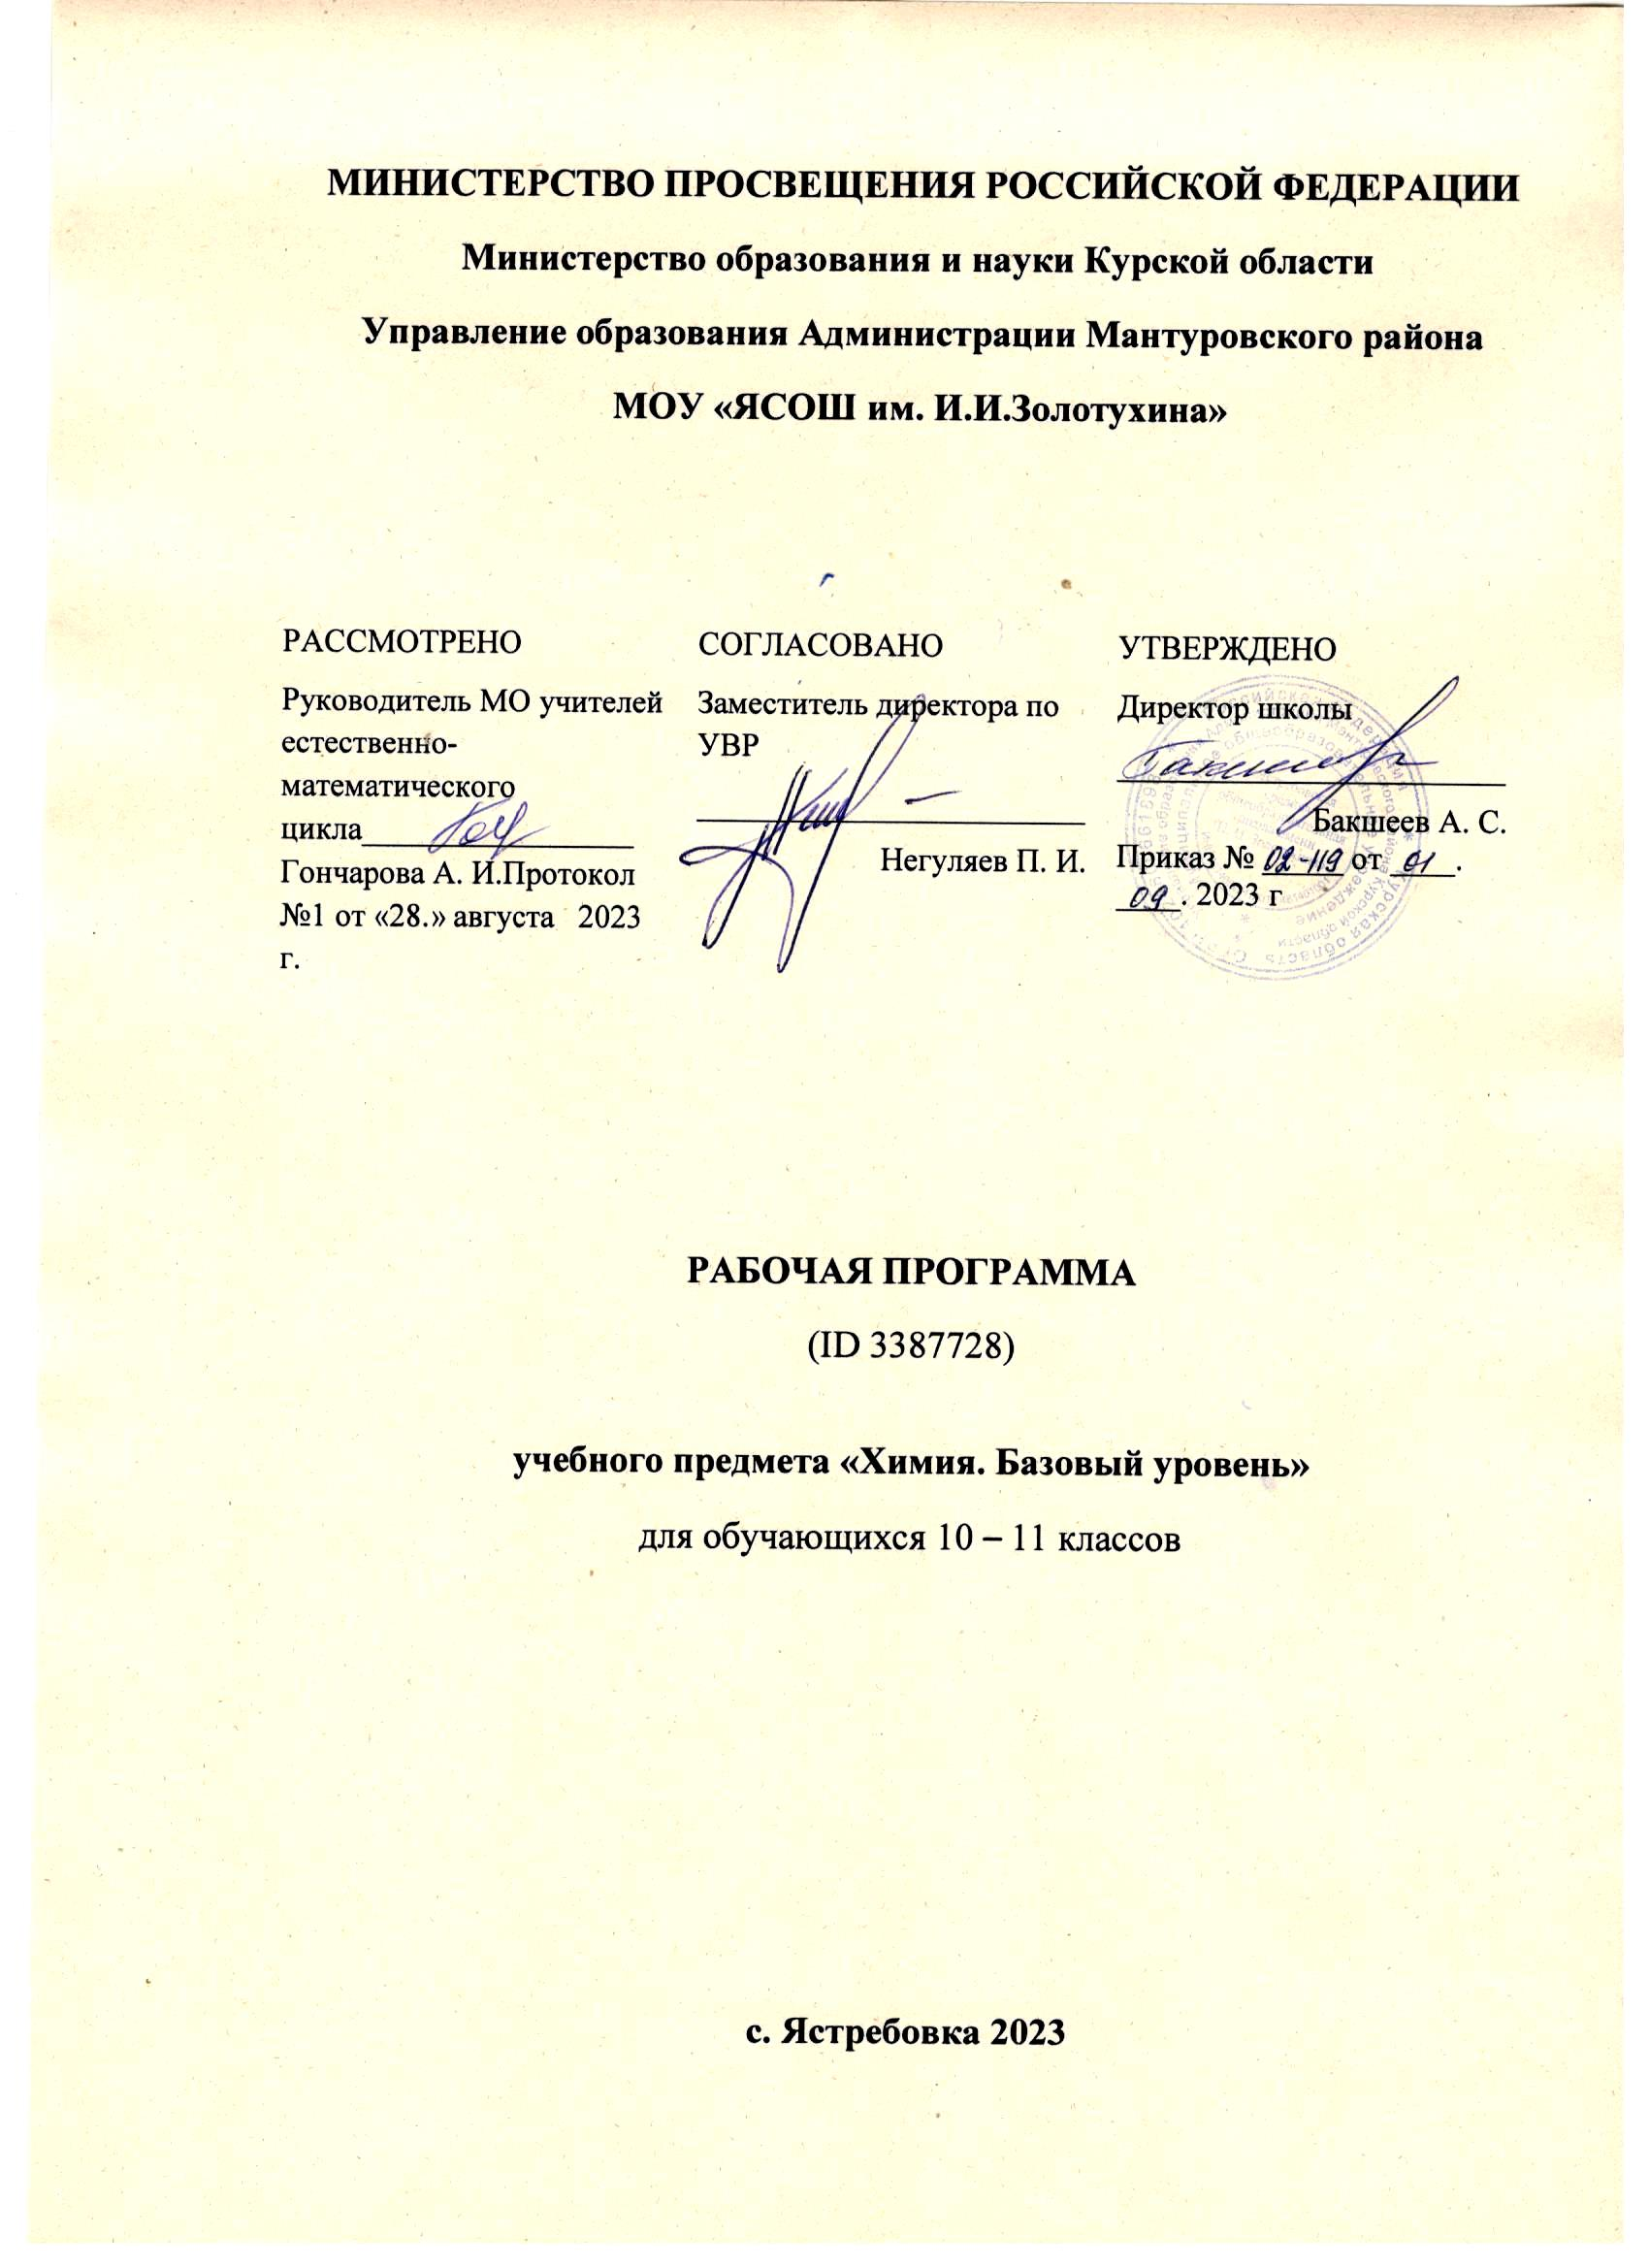 МИНИСТЕРСТВО ПРОСВЕЩЕНИЯ РОССИЙСКОЙ ФЕДЕРАЦИИ
Министерство образования и науки Курской области
Управление образования Администрации Мантуровского района
МОУ «ЯСОШ им. И.И.Золотухина»
РАССМОТРЕНО
Руководитель МО учителей
естественно-
математического
цикла
Гончарова А. И.Протокол
№1 от «28.» августа 2023
г.
СОГЛАСОВАНО
Заместитель директора по
УВР
Негуляев П. И.
УТВЕРЖДЕНО
Директор школы
Бакшеев А. С.
Приказ № 02-119 от 01.
09. 2023 г
РАБОЧАЯ ПРОГРАММА
(ID 3387728)
учебного предмета «Химия. Базовый уровень»
для обучающихся 10 – 11 классов
с. Ястребовка 2023